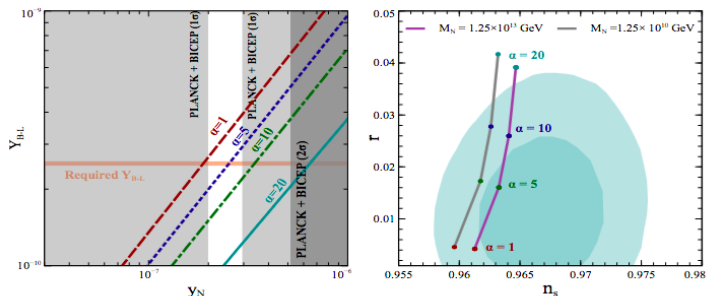 10⁻⁹
Y_B-L
10⁻¹⁰
PLANCK + BICEP (1σ)
PLANCK + BICEP (1σ)
PLANCK + BICEP (2σ)
α=1
α=5
α=10
α=20
Required Y_B-L
10⁻⁷
10⁻⁶
y_N
M_N = 1.25×10¹³ GeV
M_N = 1.25× 10¹⁰ GeV
0.05
0.04
0.03
0.02
0.01
r
α = 20
α = 10
α = 5
α = 1
0.955
0.96
0.965
0.97
0.975
0.98
n_s